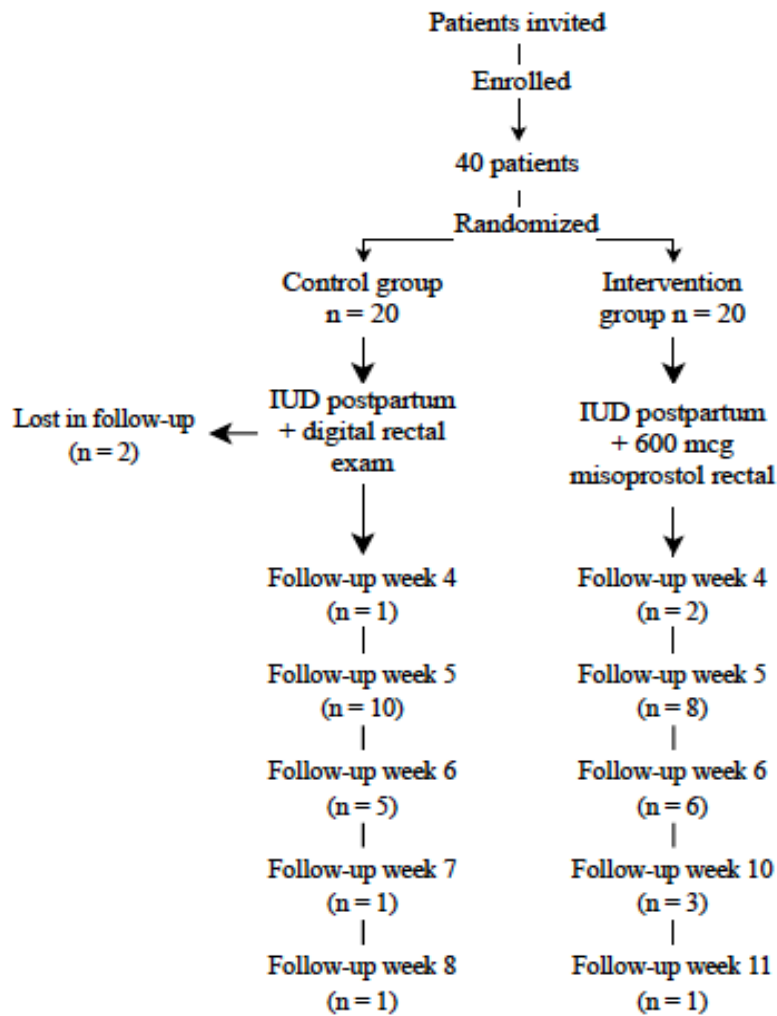 Patients invited
Enrolled
40 patients
Randomized
Control group
n = 20
Intervention
group n = 20
Lost in follow-up
(n = 2)
IUD postpartum
+ digital rectal
exam
IUD postpartum
+ 600 mcg
misoprostol rectal
Follow-up week 4
(n = 1)
Follow-up week 5
(n = 10)
Follow-up week 6
(n = 5)
Follow-up week 7
(n = 1)
Follow-up week 8
(n = 1)
Follow-up week 4
(n = 2)
Follow-up week 5
(n = 8)
Follow-up week 6
(n = 6)
Follow-up week 10
(n = 3)
Follow-up week 11
(n = 1)